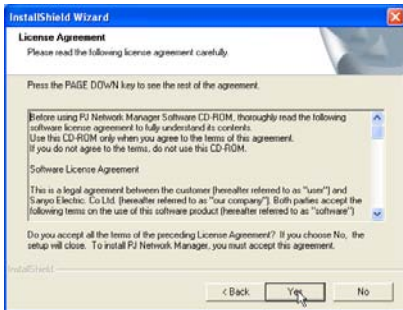 InstallShield Wizard
License Agreement
Please read the following license agreement carefully.
Press the PAGE DOWN key to see the rest of the agreement.
Before using PJ Network Manager Software CD-ROM, thoroughly read the following
software license agreement to fully understand its contents.
Use this CD-ROM only when you agree to the terms of this agreement.
If you do not agree to the terms, do not use this CD-ROM.
Software License Agreement
This is a legal agreement between the customer (hereafter referred to as "user") and
Sanyo Electric. Co Ltd. (hereafter referred to as "our company"). Both parties accept the
following terms on the use of this software product (hereafter referred to as "software")
Do you accept all the terms of the preceding License Agreement? If you choose No, the
setup will close. To install PJ Network Manager, you must accept this agreement.
InstallShield
< Back Yes No